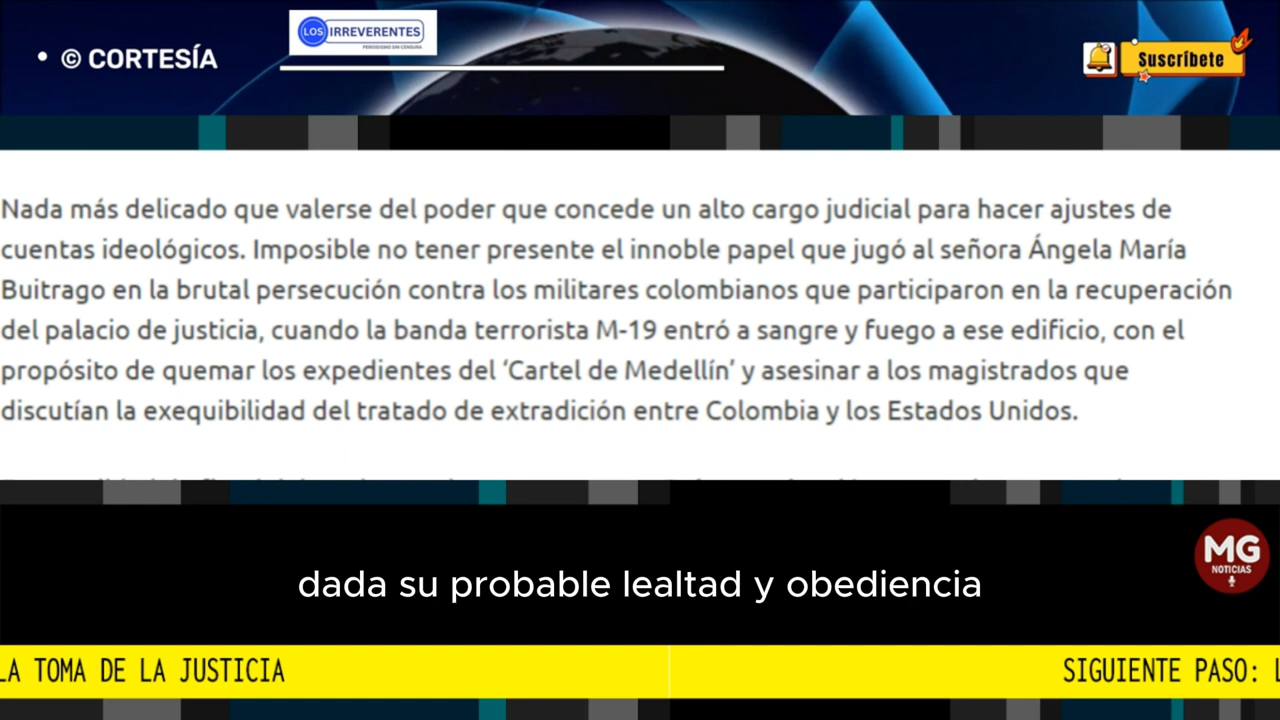 • © CORTESÍA
LOS IRREVERENTES
PERIODISMO SIN CENSURA
Suscríbete
Nada más delicado que valerse del poder que concede un alto cargo judicial para hacer ajustes de
cuentas ideológicos. Imposible no tener presente el innoble papel que jugó al señora Ángela María
Buitrago en la brutal persecución contra los militares colombianos que participaron en la recuperación
del palacio de justicia, cuando la banda terrorista M-19 entró a sangre y fuego a ese edificio, con el
propósito de quemar los expedientes del ‘Cartel de Medellín’ y asesinar a los magistrados que
discutían la exequibilidad del tratado de extradición entre Colombia y los Estados Unidos.
MG
NOTICIAS
dada su probable lealtad y obediencia
LA TOMA DE LA JUSTICIA
SIGUIENTE PASO: L